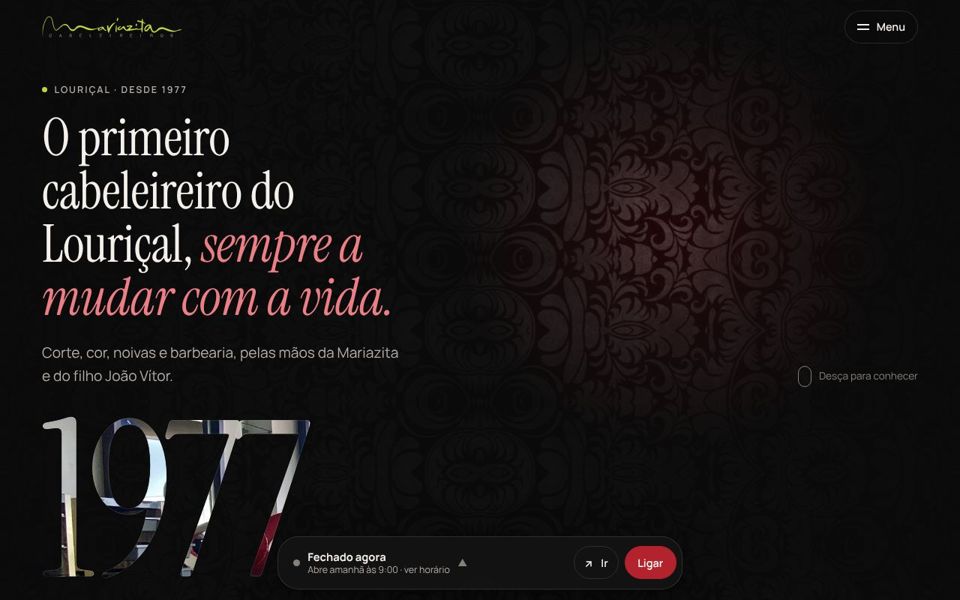 Mariazita
CABELEIREIROS
Menu
LOURIÇAL · DESDE 1977
O primeiro
cabeleireiro do
Louriçal, sempre a
mudar com a vida.
Corte, cor, noivas e barbearia, pelas mãos da Mariazita
e do filho João Vítor.
Desça para conhecer
1977
Fechado agora
Abre amanhã às 9:00 · ver horário
Ir
Ligar